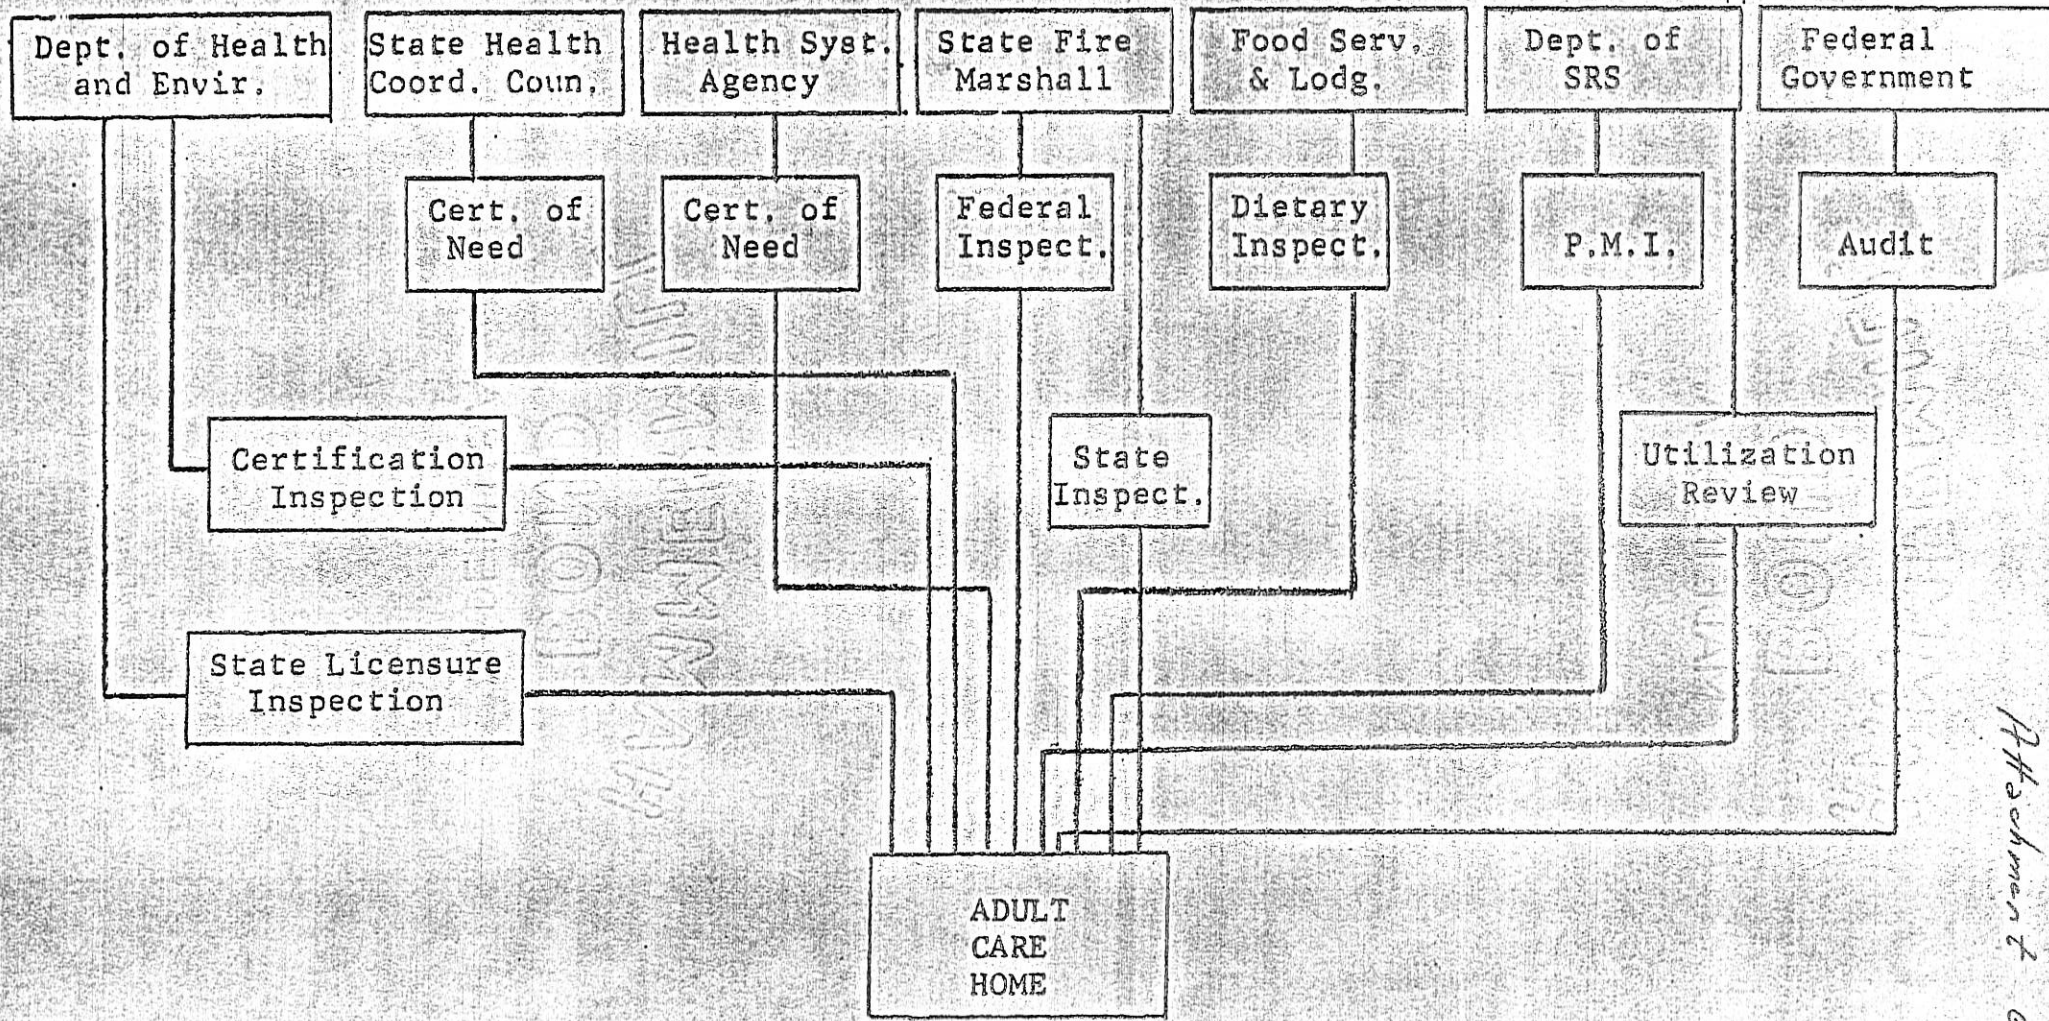 Dept. of Health
and Envir.
State Health
Coord. Coun.
Health Syst.
Agency
State Fire
Marshall
Food Serv.
& Lodg.
Dept. of
SRS
Federal
Government
Cert. of
Need
Cert. of
Need
Federal
Inspect.
Dietary
Inspect.
P.M.I.
Audit
Certification
Inspection
State
Inspect.
Utilization
Review
State Licensure
Inspection
ADULT
CARE
HOME
Attachment
HAMMERMILL
BOND